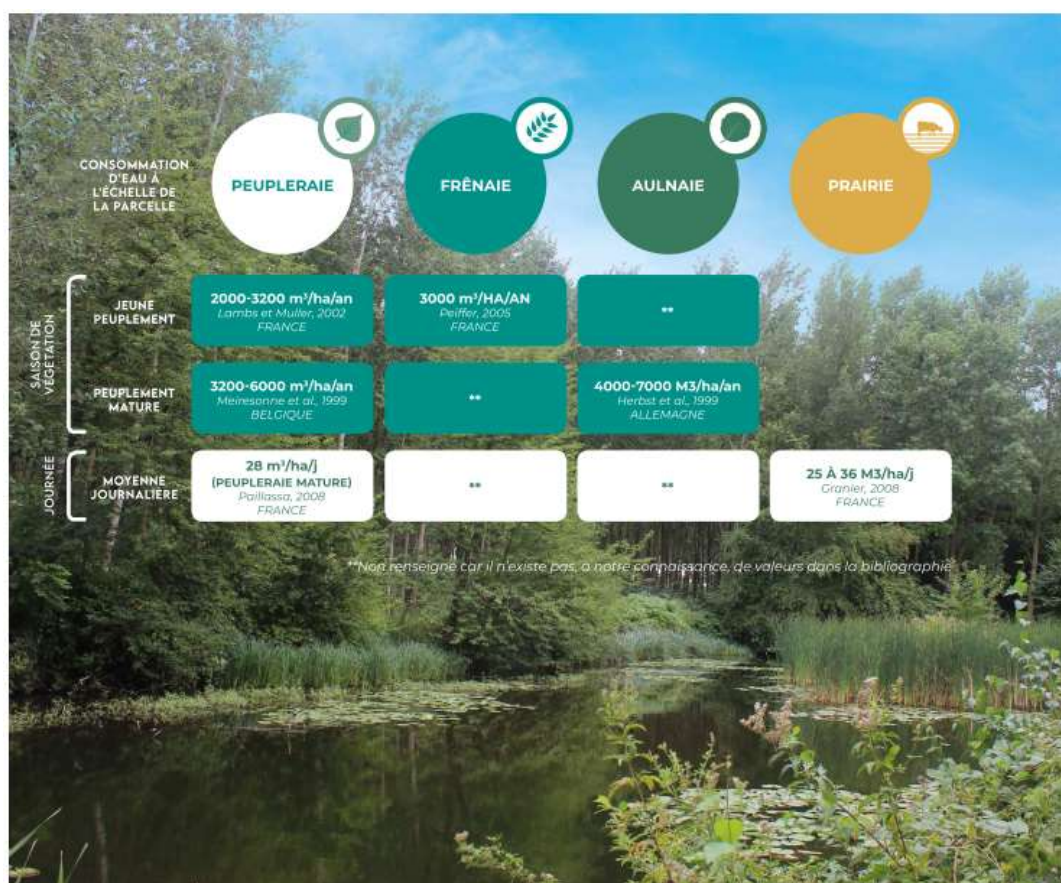 CONSOMMATION
D'EAU À
L'ÉCHELLE DE
LA PARCELLE
PEUPLERAIE
FRÊNAIE
AULNAIE
PRAIRIE
SAISON DE
VÉGÉTATION
JEUNE
PEUPLEMENT
2000-3200 m³/ha/an
Lambs et Muller, 2002
FRANCE
3000 m³/HA/AN
Peiffer, 2005
FRANCE
**
PEUPLEMENT
MATURE
3200-6000 m³/ha/an
Meiresonne et al., 1999
BELGIQUE
**
4000-7000 M3/ha/an
Herbst et al., 1999
ALLEMAGNE
JOURNÉE
MOYENNE
JOURNALIÈRE
28 m³/ha/j
(PEUPLERAIE MATURE)
Paillassa, 2008
FRANCE
**
**
25 À 36 M3/ha/j
Granier, 2008
FRANCE
**Non renseigné car il n'existe pas, à notre connaissance, de valeurs dans la bibliographie